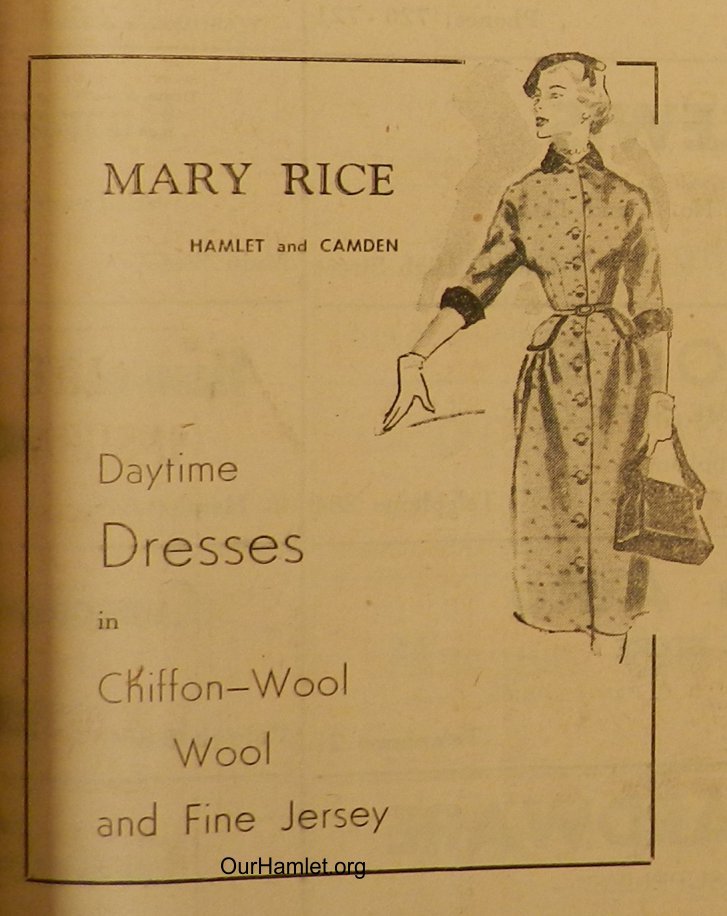 MARY RICE
HAMLET and CAMDEN
Daytime
Dresses
in
Chiffon–Wool
Wool
and Fine Jersey
OurHamlet.org